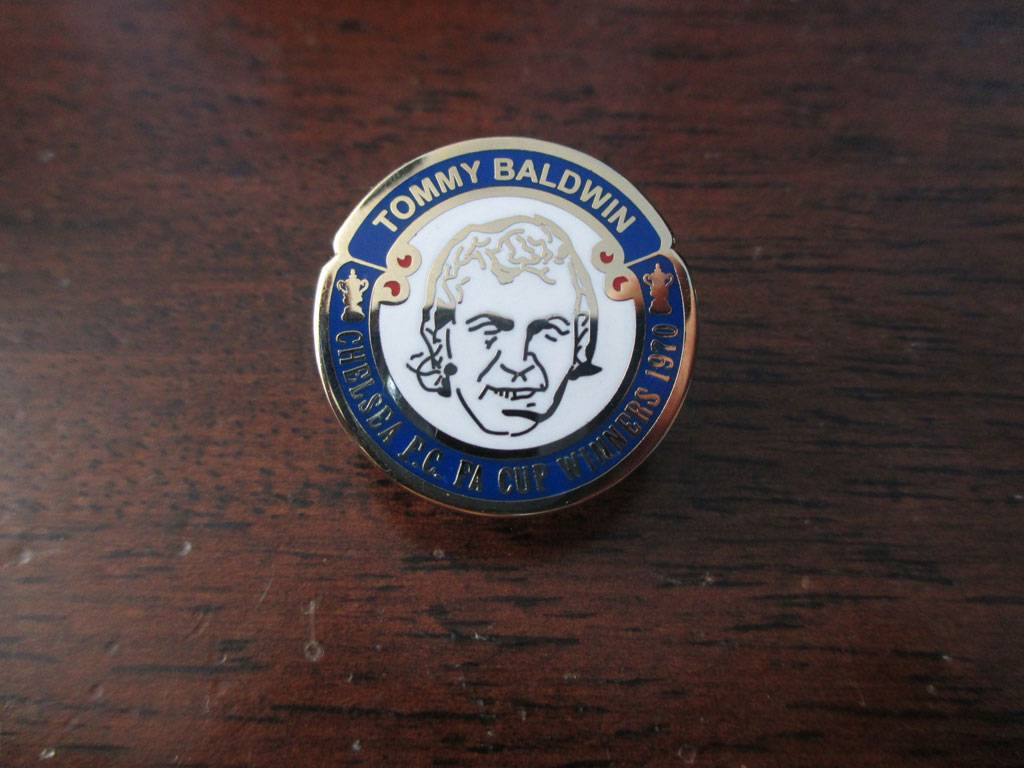 TOMMY BALDWIN
CHELSEA F.C. FA CUP WINNERS 1970